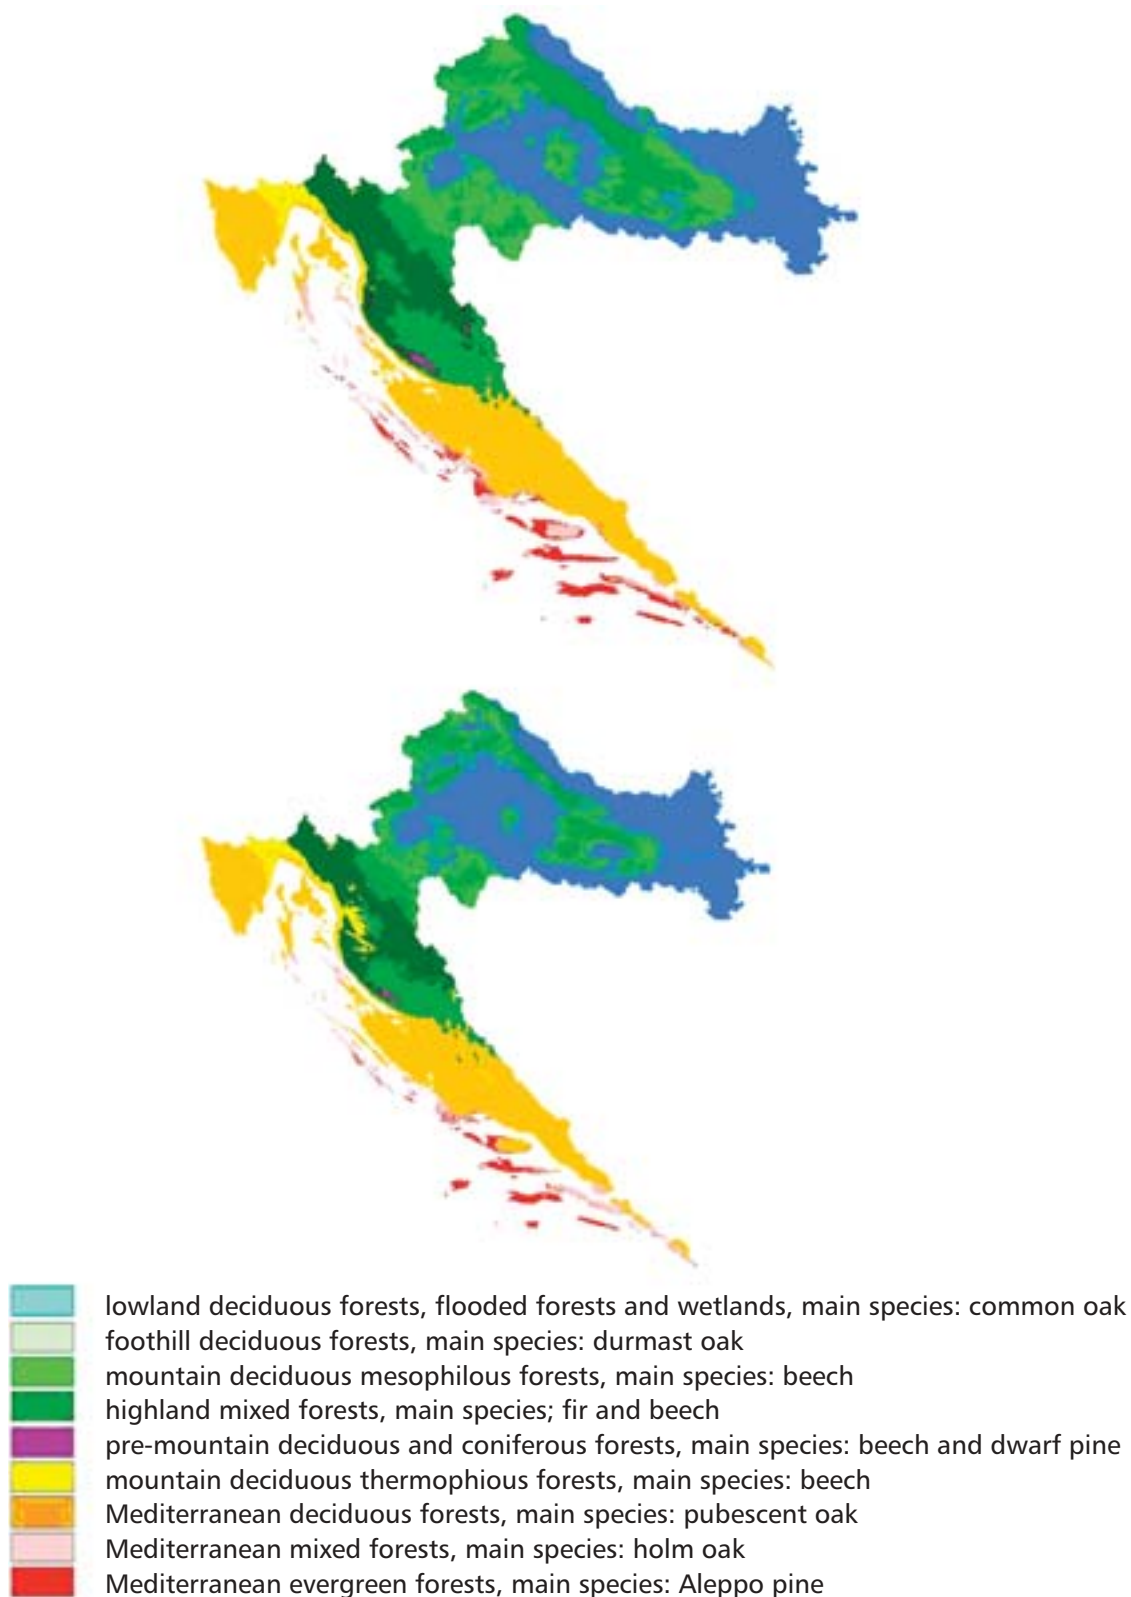 lowland deciduous forests, flooded forests and wetlands, main species: common oak
foothill deciduous forests, main species: durmast oak
mountain deciduous mesophilous forests, main species: beech
highland mixed forests, main species; fir and beech
pre-mountain deciduous and coniferous forests, main species: beech and dwarf pine
mountain deciduous thermophious forests, main species: beech
Mediterranean deciduous forests, main species: pubescent oak
Mediterranean mixed forests, main species: holm oak
Mediterranean evergreen forests, main species: Aleppo pine